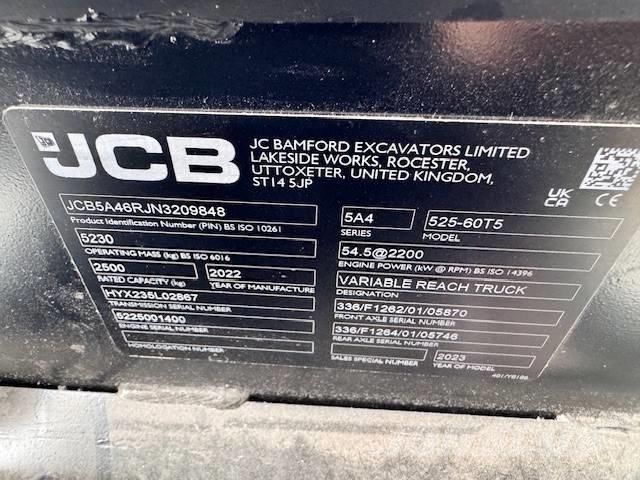 JCB
JC BAMFORD EXCAVATORS LIMITED
LAKESIDE WORKS, ROCESTER,
UTTOXETER, UNITED KINGDOM,
ST14 5JP
UK
CA
CE
JCB5A46RJN3209848
Product Identification Number (PIN) BS ISO 10261
5230
OPERATING MASS (kg) BS ISO 6016
2500
RATED CAPACITY (kg)
2022
YEAR OF MANUFACTURE
HYX235L02867
TRANSMISSION SERIAL NUMBER
5225001400
ENGINE SERIAL NUMBER
HOMOLOGATION NUMBER
5A4
SERIES
525-60T5
MODEL
54.5@2200
ENGINE POWER (kW @ RPM) BS ISO 14396
VARIABLE REACH TRUCK
DESIGNATION
336/F1262/01/05870
FRONT AXLE SERIAL NUMBER
336/F1264/01/05746
REAR AXLE SERIAL NUMBER
SALES SPECIAL NUMBER
2023
YEAR OF MODEL